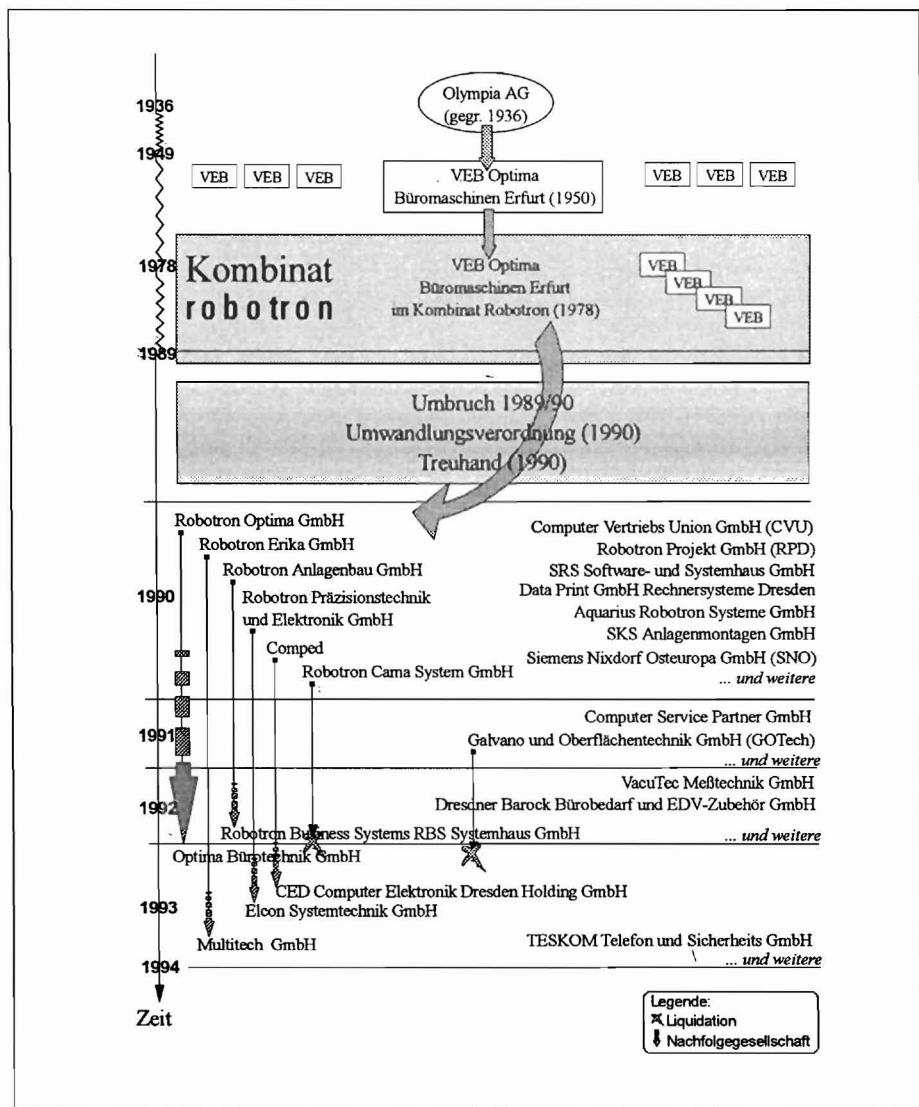 1936
Olympia AG
(gegr. 1936)
1949
VEB VEB VEB
VEB Optima
Büromaschinen Erfurt (1950)
VEB VEB VEB
1978
Kombinat
robotron
VEB Optima
Büromaschinen Erfurt
im Kombinat Robotron (1978)
VEB
VEB
VEB
VEB
1989
Umbruch 1989/90
Umwandlungsverordnung (1990)
Treuhand (1990)
1990
Robotron Optima GmbH
Robotron Erika GmbH
Robotron Anlagenbau GmbH
Robotron Präzisionstechnik
und Elektronik GmbH
Comped
Robotron Cama System GmbH
Computer Vertriebs Union GmbH (CVU)
Robotron Projekt GmbH (RPD)
SRS Software- und Systemhaus GmbH
Data Print GmbH Rechnersysteme Dresden
Aquarius Robotron Systeme GmbH
SKS Anlagenmontagen GmbH
Siemens Nixdorf Osteuropa GmbH (SNO)
... und weitere
1991
Computer Service Partner GmbH
Galvano und Oberflächentechnik GmbH (GOTech)
... und weitere
1992
VacuTec Meßtechnik GmbH
Dresdner Barock Bürobedarf und EDV-Zubehör GmbH
Robotron Business Systems RBS Systemhaus GmbH
... und weitere
Optima Bürotechnik GmbH
1993
CED Computer Elektronik Dresden Holding GmbH
Elcon Systemtechnik GmbH
Multitech GmbH
TESKOM Telefon und Sicherheits GmbH
... und weitere
1994
Zeit
Legende:
Liquidation
Nachfolgegesellschaft